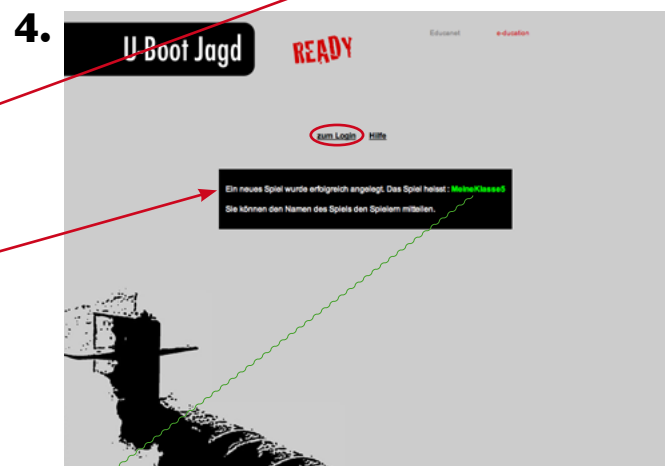 4.
U Boot Jagd
READY
Educanet e-ducation
zum Login Hilfe
Ein neues Spiel wurde erfolgreich angelegt. Das Spiel heisst : MeineKlasse5
Sie können den Namen des Spiels den Spielern mitteilen.